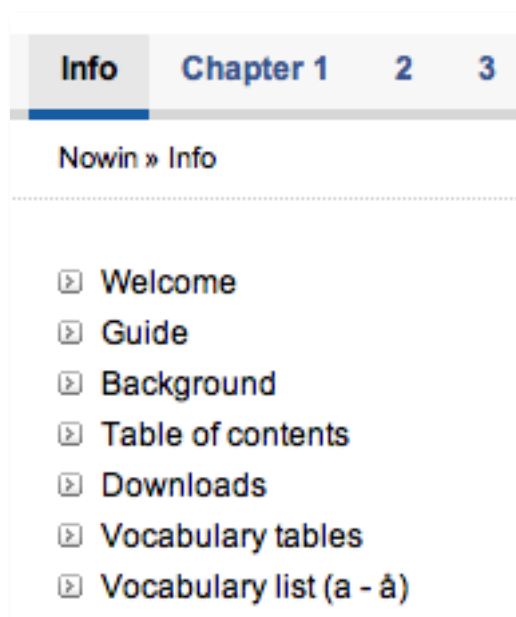 Info Chapter 1 2 3
Nowin » Info
Welcome
Guide
Background
Table of contents
Downloads
Vocabulary tables
Vocabulary list (a - å)